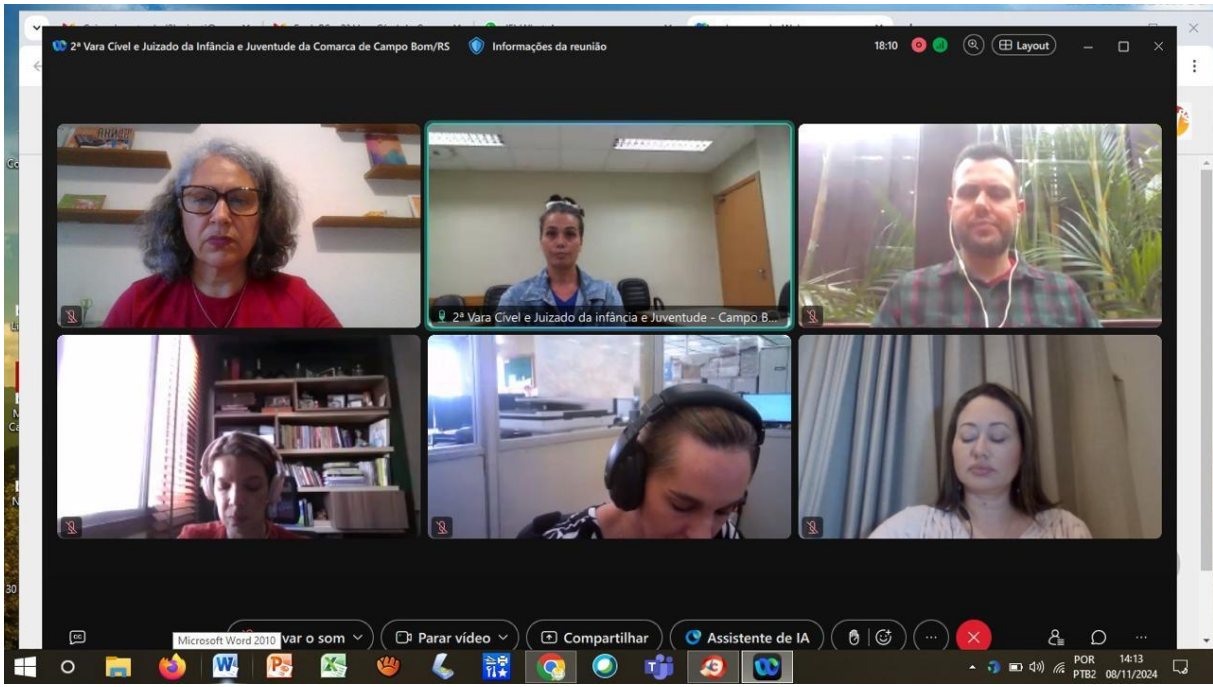 2ª Vara Cível e Juizado da Infância e Juventude da Comarca de Campo Bom/RS
Informações da reunião
18:10
Layout
2ª Vara Cível e Juizado da infância e Juventude - Campo B...
CC
Microsoft Word 2010
var o som
Parar vídeo
Compartilhar
Assistente de IA
30
POR
PTB2
14:13
08/11/2024